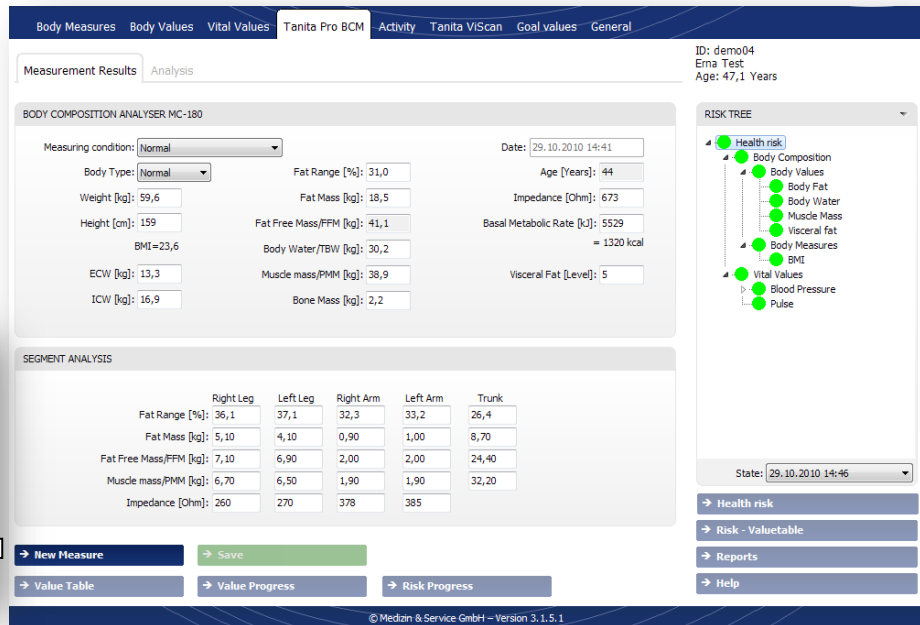 Body Measures Body Values Vital Values Tanita Pro BCM Activity Tanita ViScan Goal values General
ID: demo04
Erna Test
Age: 47,1 Years
Measurement Results Analysis
BODY COMPOSITION ANALYSER MC-180
Measuring condition: Normal Date: 29.10.2010 14:41
Body Type: Normal Fat Range [%]: 31,0 Age [Years]: 44
Weight [kg]: 59,6 Fat Mass [kg]: 18,5 Impedance [Ohm]: 673
Height [cm]: 159 Fat Free Mass/FFM [kg]: 41,1 Basal Metabolic Rate [kJ]: 5529
BMI=23,6 Body Water/TBW [kg]: 30,2 = 1320 kcal
ECW [kg]: 13,3 Muscle mass/PMM [kg]: 38,9 Visceral Fat [Level]: 5
ICW [kg]: 16,9 Bone Mass [kg]: 2,2
SEGMENT ANALYSIS
Right Leg Left Leg Right Arm Left Arm Trunk
Fat Range [%]: 36,1 37,1 32,3 33,2 26,4
Fat Mass [kg]: 5,10 4,10 0,90 1,00 8,70
Fat Free Mass/FFM [kg]: 7,10 6,90 2,00 2,00 24,40
Muscle mass/PMM [kg]: 6,70 6,50 1,90 1,90 32,20
Impedance [Ohm]: 260 270 378 385
RISK TREE
Health risk
Body Composition
Body Values
Body Fat
Body Water
Muscle Mass
Visceral fat
Body Measures
BMI
Vital Values
Blood Pressure
Pulse
State: 29.10.2010 14:46
→ Health risk
→ Risk - Valuetable
→ Reports
→ Help
]
→ New Measure → Save
→ Value Table → Value Progress → Risk Progress
© Medizin & Service GmbH – Version 3.1.5.1